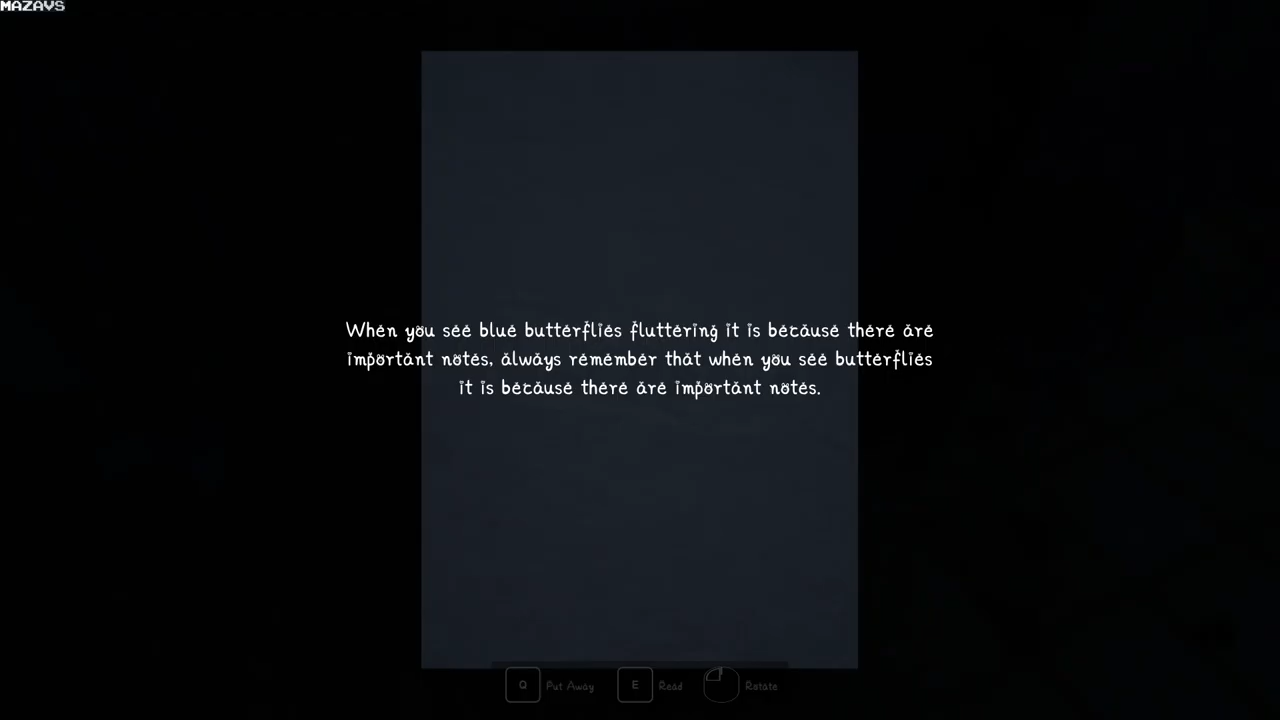 MAZAVS
When you see blue butterflies fluttering it is because there are
important notes, always remember that when you see butterflies
it is because there are important notes.
Q Put Away E Read Rotate